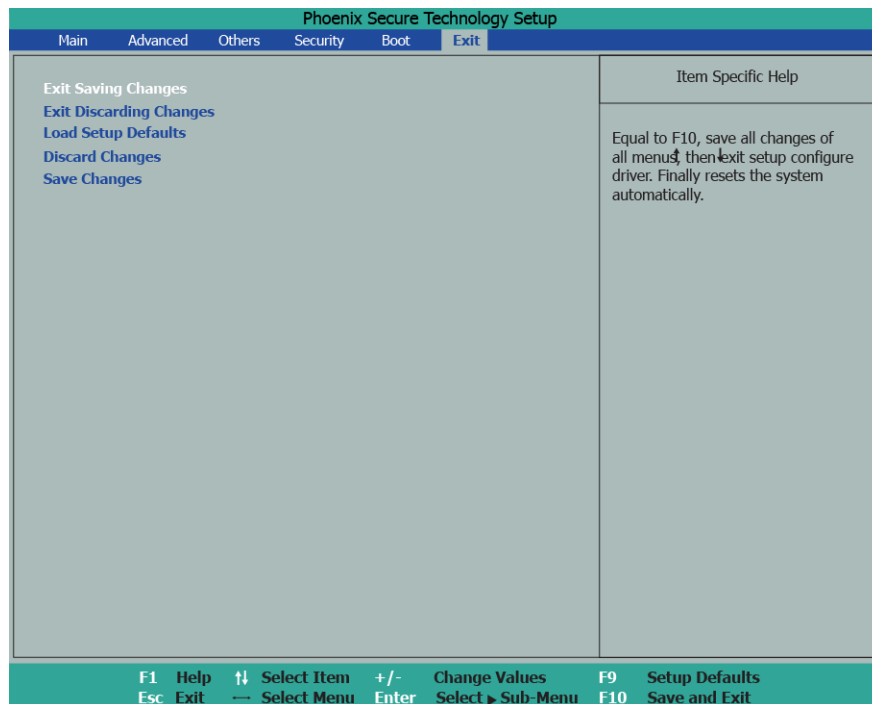 Phoenix Secure Technology Setup
Main Advanced Others Security Boot Exit
Exit Saving Changes
Exit Discarding Changes
Load Setup Defaults
Discard Changes
Save Changes
Item Specific Help
Equal to F10, save all changes of
all menus, then exit setup configure
driver. Finally resets the system
automatically.
F1 Help ↑↓ Select Item +/- Change Values F9 Setup Defaults
Esc Exit ↔ Select Menu Enter Select ▶ Sub-Menu F10 Save and Exit